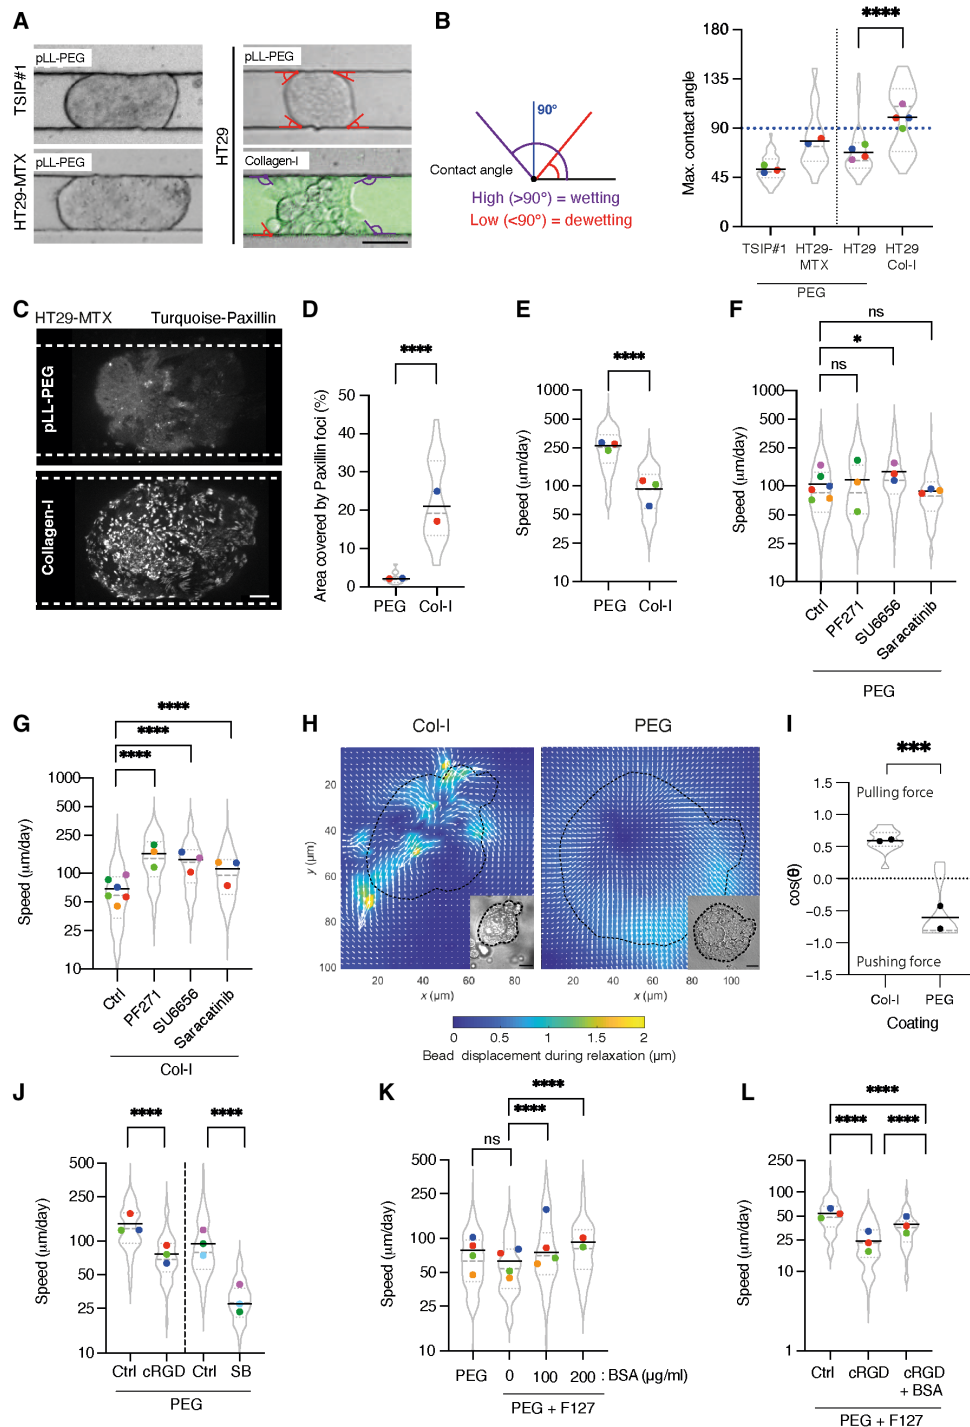 A
TSIP#1
pLL-PEG
HT29-MTX
pLL-PEG
HT29
pLL-PEG
Collagen-I
B
90°
Contact angle
High (>90°) = wetting
Low (<90°) = dewetting
****
Max. contact angle
180
135
90
45
0
TSIP#1
HT29-
MTX
HT29
HT29
Col-I
PEG
C
HT29-MTX
Turquoise-Paxillin
pLL-PEG
Collagen-I
D
****
Area covered by Paxillin foci (%)
50
40
30
20
10
0
PEG
Col-I
E
****
Speed (µm/day)
1000
500
250
100
50
25
10
PEG
Col-I
F
ns
*
ns
Speed (µm/day)
1000
500
250
100
50
25
10
Ctrl
PF271
SU6656
Saracatinib
PEG
G
****
****
****
Speed (µm/day)
1000
500
250
100
50
25
10
Ctrl
PF271
SU6656
Saracatinib
Col-I
H
Col-I
PEG
y (µm)
20
40
60
80
100
20
40
60
80
x (µm)
20
40
60
80
100
x (µm)
0
0.5
1
1.5
2
Bead displacement during relaxation (µm)
I
***
cos(θ)
1.5
1.0
0.5
0.0
−0.5
−1.0
−1.5
Pulling force
Pushing force
Col-I
PEG
Coating
J
****
****
Speed (µm/day)
500
250
100
50
25
10
Ctrl
cRGD
Ctrl
SB
PEG
K
****
****
ns
Speed (µm/day)
500
250
100
50
25
10
PEG
0
100
200
: BSA (µg/ml)
PEG + F127
L
****
****
****
Speed (µm/day)
250
100
50
25
10
1
Ctrl
cRGD
cRGD
+ BSA
PEG + F127